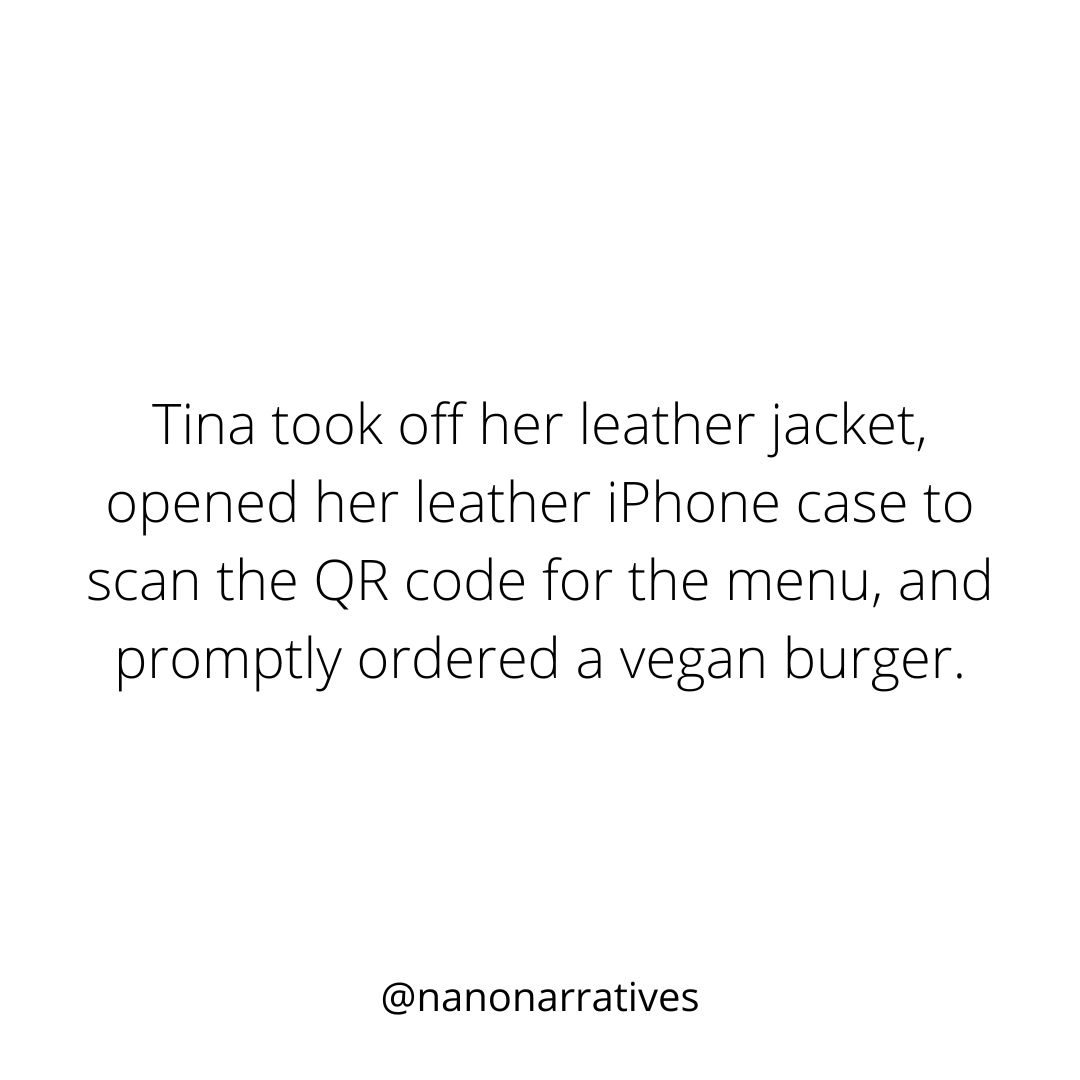 Tina took off her leather jacket,
opened her leather iPhone case to
scan the QR code for the menu, and
promptly ordered a vegan burger.
@nanonarratives